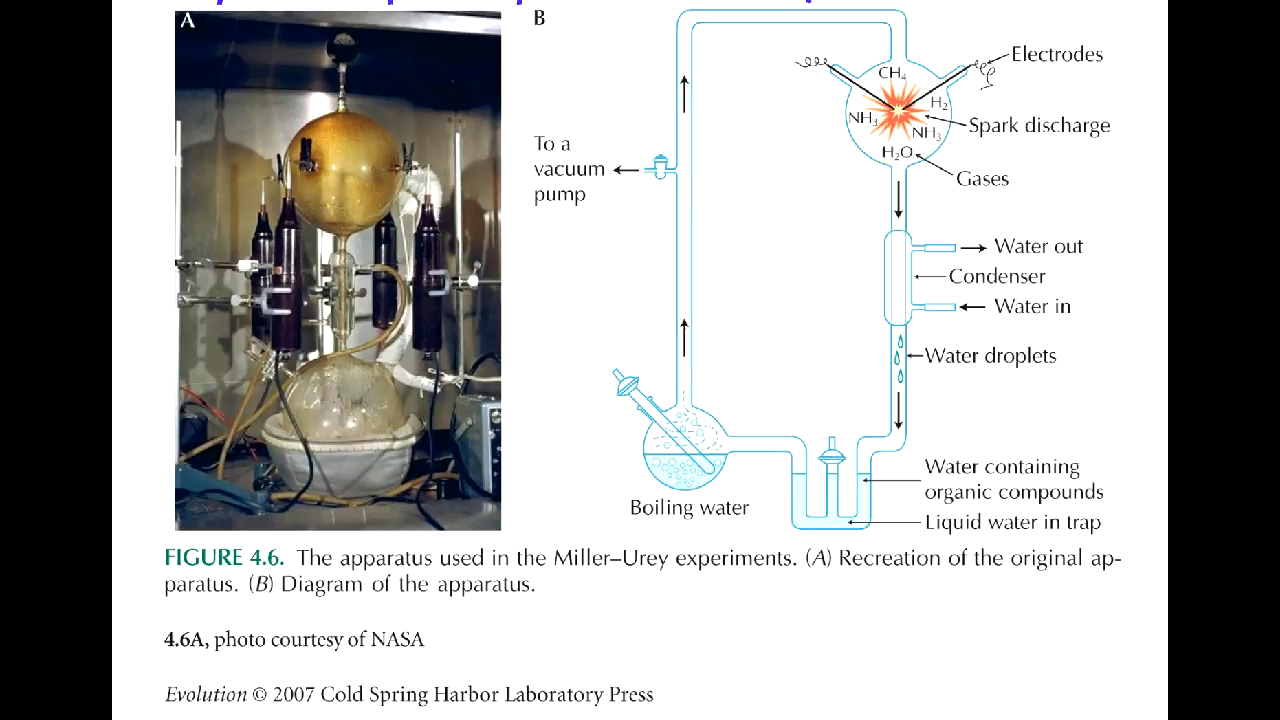 A
B
Electrodes
CH4
H2
NH3
NH3
Spark discharge
H2O
Gases
To a
vacuum
pump
Water out
Condenser
Water in
Water droplets
Water containing
organic compounds
Boiling water
Liquid water in trap
FIGURE 4.6. The apparatus used in the Miller–Urey experiments. (A) Recreation of the original ap-
paratus. (B) Diagram of the apparatus.
4.6A, photo courtesy of NASA
Evolution © 2007 Cold Spring Harbor Laboratory Press